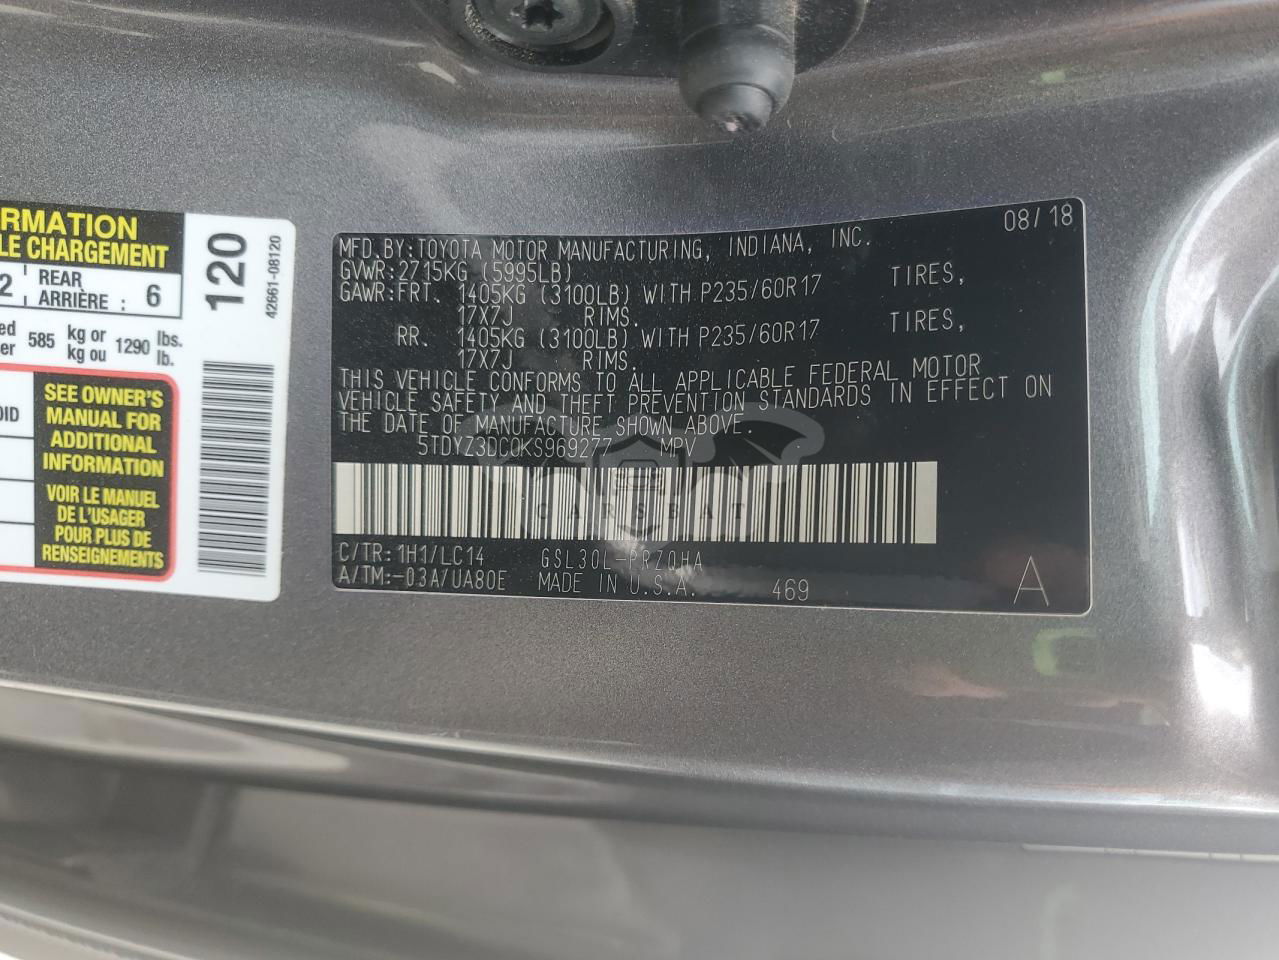 RMATION
LE CHARGEMENT
2 REAR
ARRIÈRE : 6
585 kg or 1290 lbs.
kg ou lb.
SEE OWNER'S
MANUAL FOR
ADDITIONAL
INFORMATION
VOIR LE MANUEL
DE L'USAGER
POUR PLUS DE
RENSEIGNEMENTS
120
42661-08120
08/18
MFD.BY:TOYOTA MOTOR MANUFACTURING, INDIANA, INC.
GVWR:2715KG (5995LB)
GAWR:FRT. 1405KG (3100LB) WITH P235/60R17 TIRES,
17X7J RIMS.
RR. 1405KG (3100LB) WITH P235/60R17 TIRES,
17X7J RIMS.
THIS VEHICLE CONFORMS TO ALL APPLICABLE FEDERAL MOTOR
VEHICLE SAFETY AND THEFT PREVENTION STANDARDS IN EFFECT ON
THE DATE OF MANUFACTURE SHOWN ABOVE.
5TDYZ3DC0KS969277 MPV
CARSBAT
C/TR:1H1/LC14 GSL30L-PRZQHA
A/TM:-03A/UA80E MADE IN U.S.A. 469
A